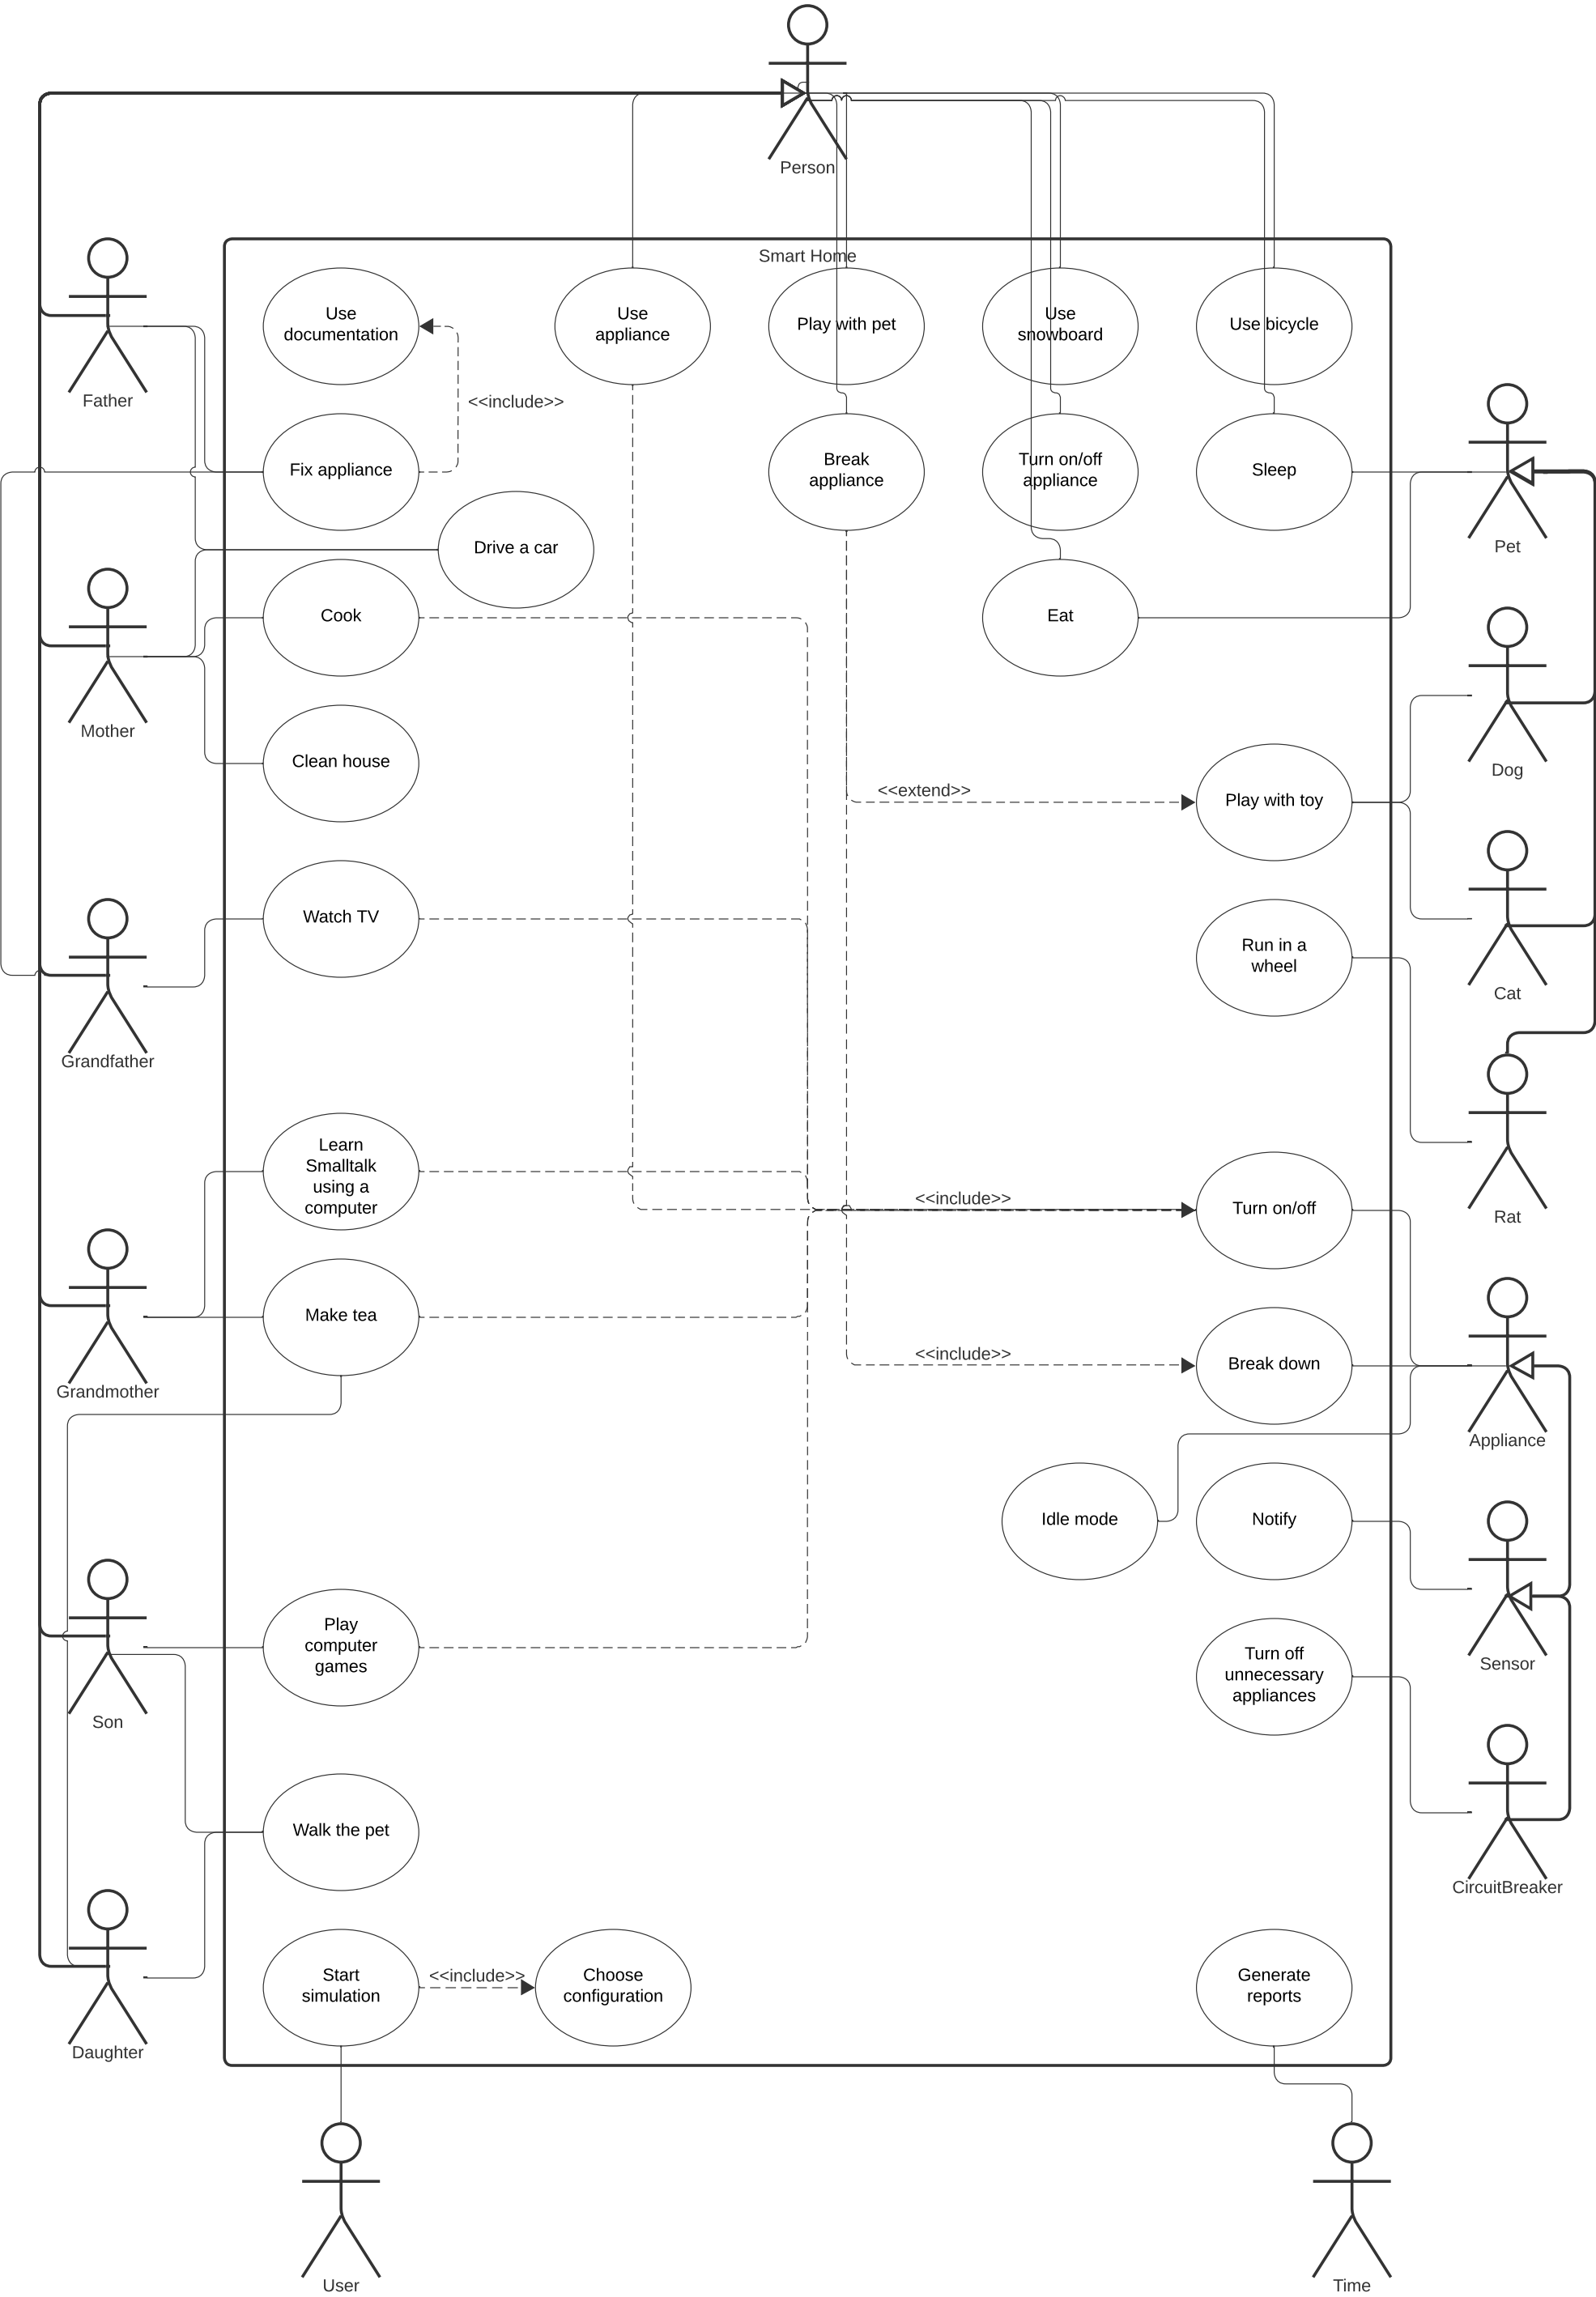 Person
Smart Home
Father
Use
documentation
Use
appliance
Play with pet
Use
snowboard
Use bicycle
<<include>>
Fix appliance
Break
appliance
Turn on/off
appliance
Sleep
Pet
Drive a car
Mother
Cook
Eat
Dog
Clean house
<<extend>>
Play with toy
Grandfather
Watch TV
Run in a
wheel
Cat
Learn
Smalltalk
using a
computer
<<include>>
Turn on/off
Rat
Grandmother
Make tea
<<include>>
Break down
Appliance
Idle mode
Notify
Sensor
Son
Play
computer
games
Turn off
unnecessary
appliances
Walk the pet
CircuitBreaker
Daughter
Start
simulation
<<include>>
Choose
configuration
Generate
reports
User
Time